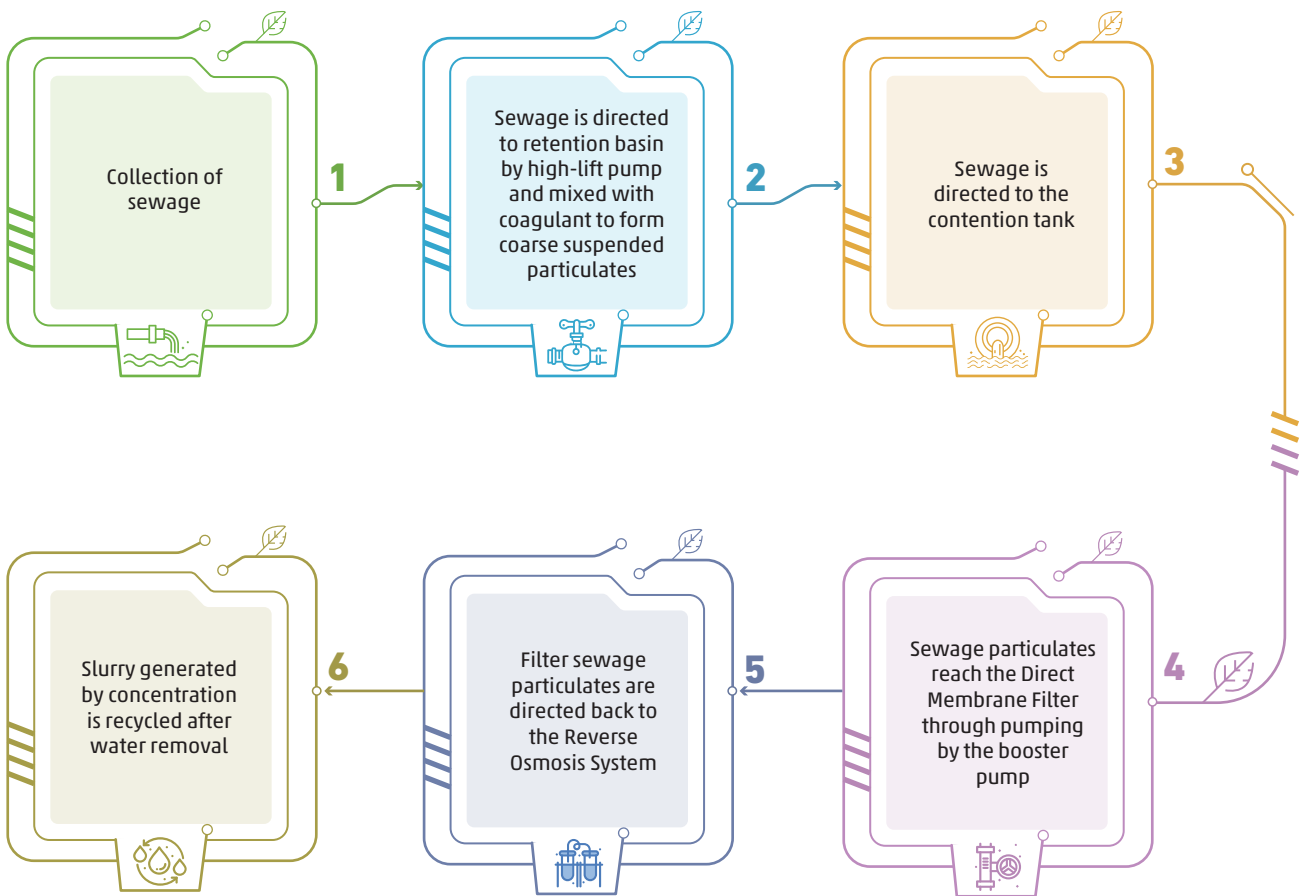 Collection of
sewage
1
Sewage is directed
to retention basin
by high-lift pump
and mixed with
coagulant to form
coarse suspended
particulates
2
Sewage is
directed to the
contention tank
3
Sewage particulates
reach the Direct
Membrane Filter
through pumping
by the booster
pump
4
Filter sewage
particulates are
directed back to
the Reverse
Osmosis System
5
Slurry generated
by concentration
is recycled after
water removal
6